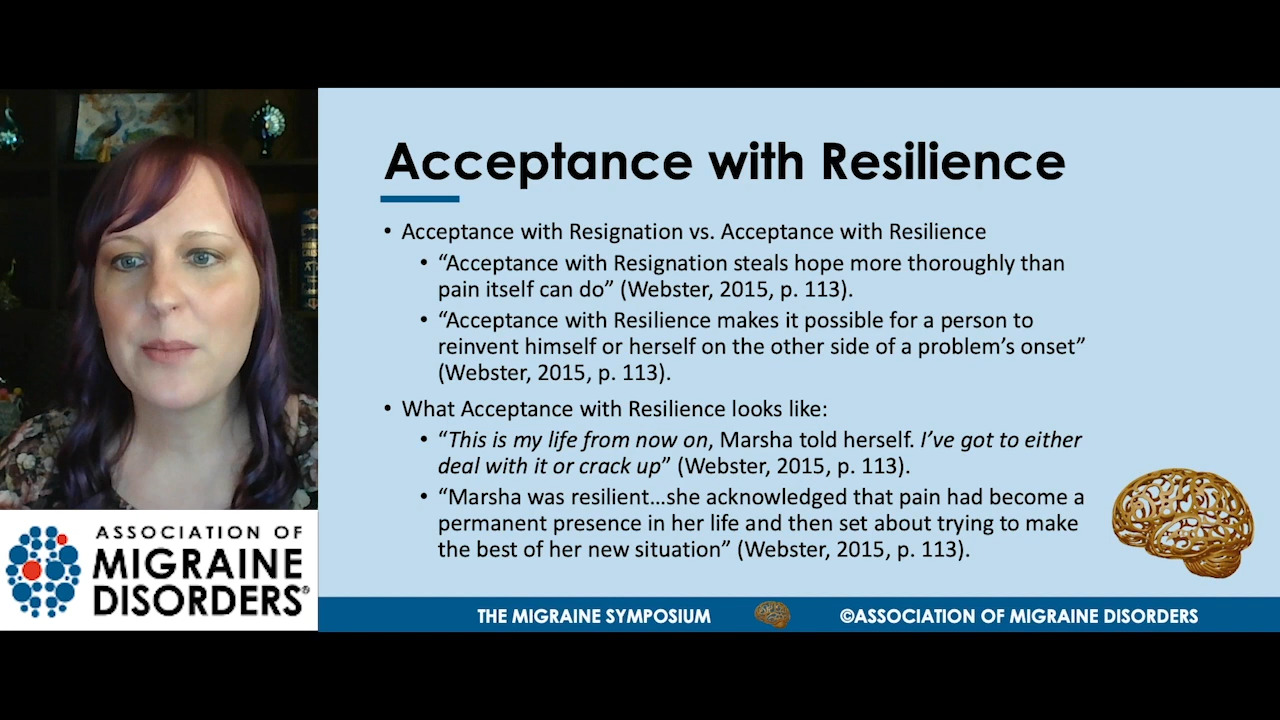 Acceptance with Resilience
• Acceptance with Resignation vs. Acceptance with Resilience
• “Acceptance with Resignation steals hope more thoroughly than
pain itself can do” (Webster, 2015, p. 113).
• “Acceptance with Resilience makes it possible for a person to
reinvent himself or herself on the other side of a problem’s onset”
(Webster, 2015, p. 113).
• What Acceptance with Resilience looks like:
• “This is my life from now on, Marsha told herself. I’ve got to either
deal with it or crack up” (Webster, 2015, p. 113).
• “Marsha was resilient…she acknowledged that pain had become a
permanent presence in her life and then set about trying to make
the best of her new situation” (Webster, 2015, p. 113).
ASSOCIATION OF
MIGRAINE
DISORDERS®
THE MIGRAINE SYMPOSIUM
©ASSOCIATION OF MIGRAINE DISORDERS